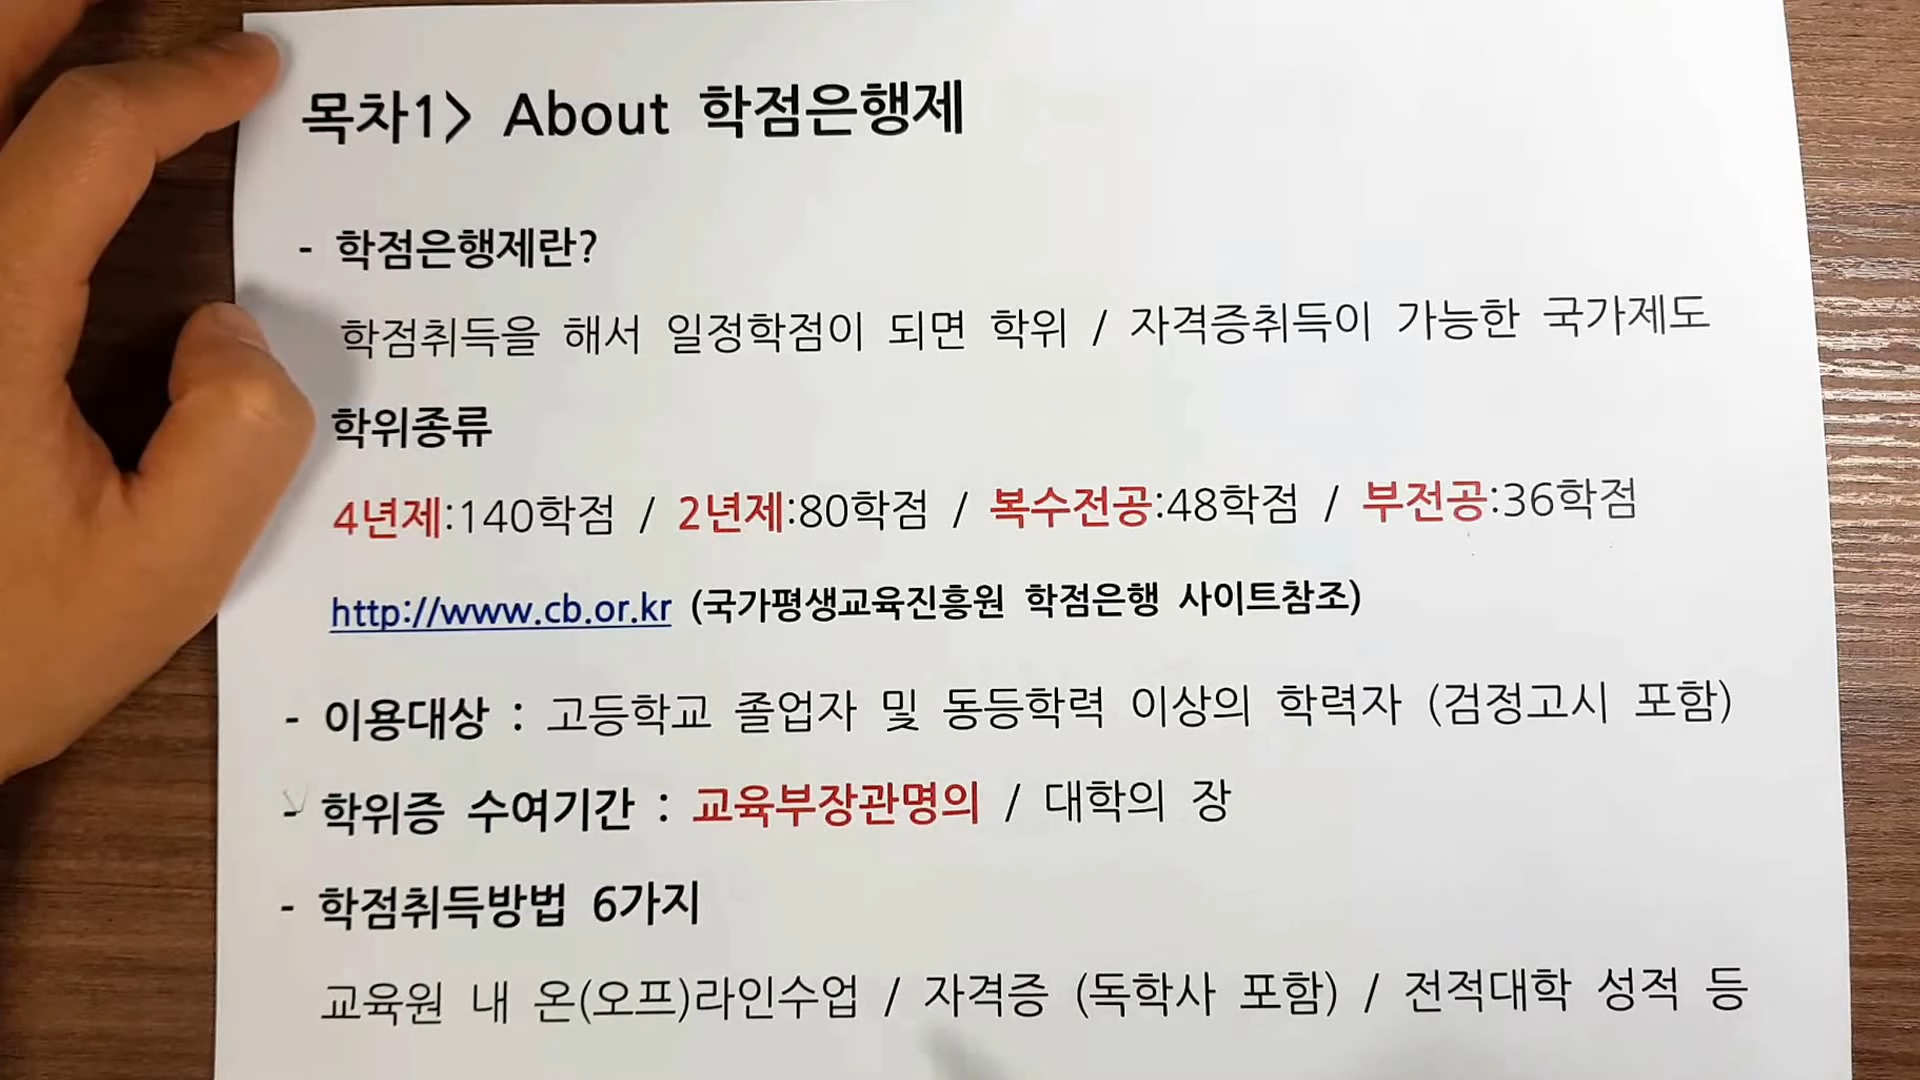 목차1> About 학점은행제
- 학점은행제란?
학점취득을 해서 일정학점이 되면 학위 / 자격증취득이 가능한 국가제도
학위종류
4년제:140학점 / 2년제:80학점 / 복수전공:48학점 / 부전공:36학점
http://www.cb.or.kr (국가평생교육진흥원 학점은행 사이트참조)
- 이용대상 : 고등학교 졸업자 및 동등학력 이상의 학력자 (검정고시 포함)
- 학위증 수여기간 : 교육부장관명의 / 대학의 장
- 학점취득방법 6가지
교육원 내 온(오프)라인수업 / 자격증 (독학사 포함) / 전적대학 성적 등